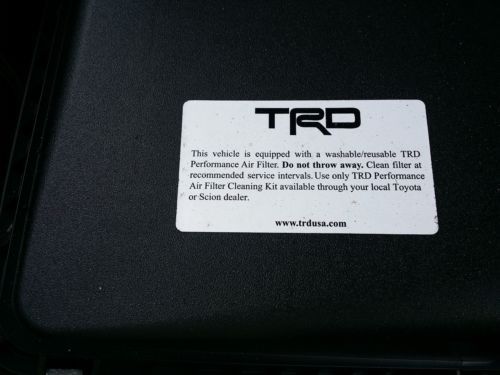 TRD
This vehicle is equipped with a washable/reusable TRD
Performance Air Filter. Do not throw away. Clean filter at
recommended service intervals. Use only TRD Performance
Air Filter Cleaning Kit available through your local Toyota
or Scion dealer.
www.trdusa.com